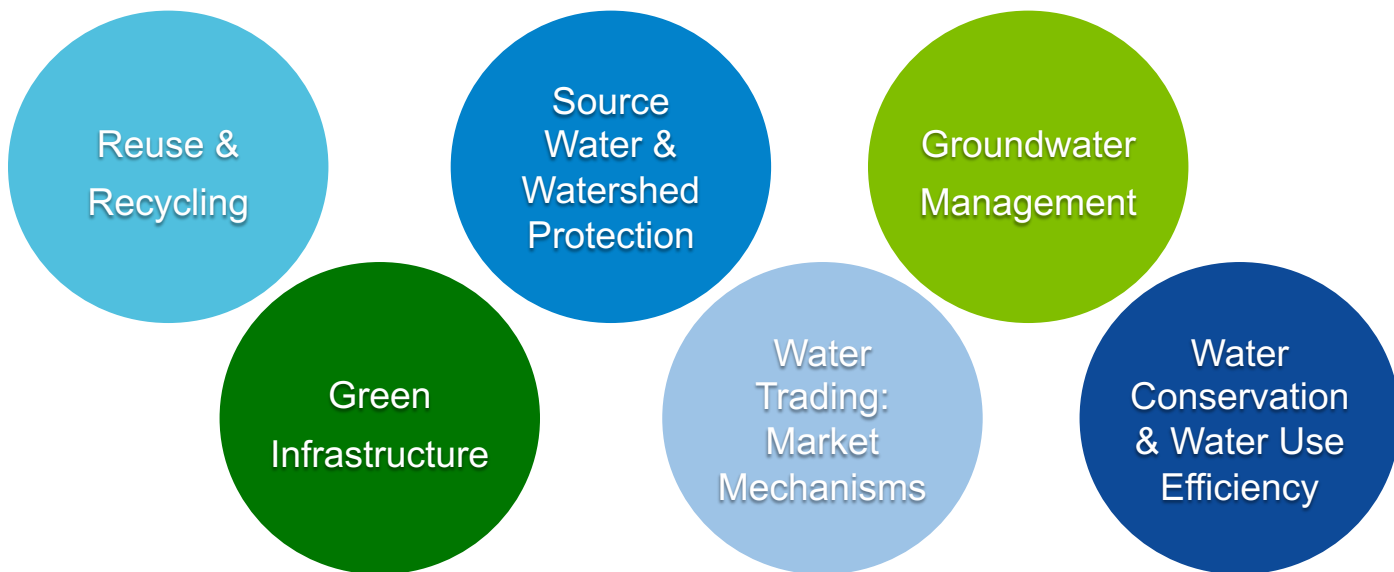 Reuse &
Recycling
Source
Water &
Watershed
Protection
Groundwater
Management
Green
Infrastructure
Water
Trading:
Market
Mechanisms
Water
Conservation
& Water Use
Efficiency